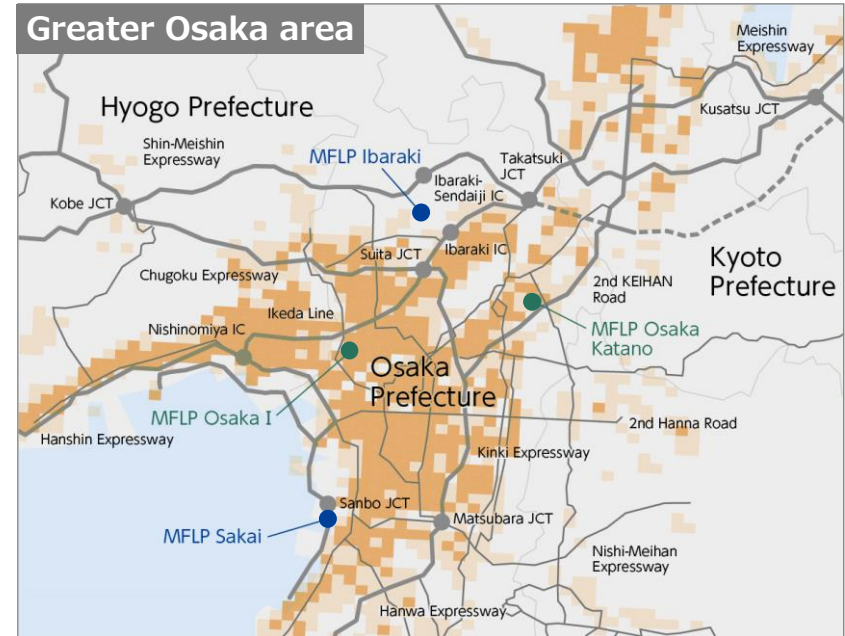 Greater Osaka area
Meishin
Expressway
Hyogo Prefecture
Kusatsu JCT
Shin-Meishin
Expressway
MFLP Ibaraki
Takatsuki
JCT
Ibaraki-
Sendaiji IC
Kobe JCT
Suita JCT
Ibaraki IC
Kyoto
Prefecture
Chugoku Expressway
2nd KEIHAN
Road
Ikeda Line
Nishinomiya IC
MFLP Osaka
Katano
Osaka
Prefecture
MFLP Osaka I
2nd Hanna Road
Hanshin Expressway
Kinki Expressway
Sanbo JCT
Matsubara JCT
MFLP Sakai
Nishi-Meihan
Expressway
Hanwa Expressway